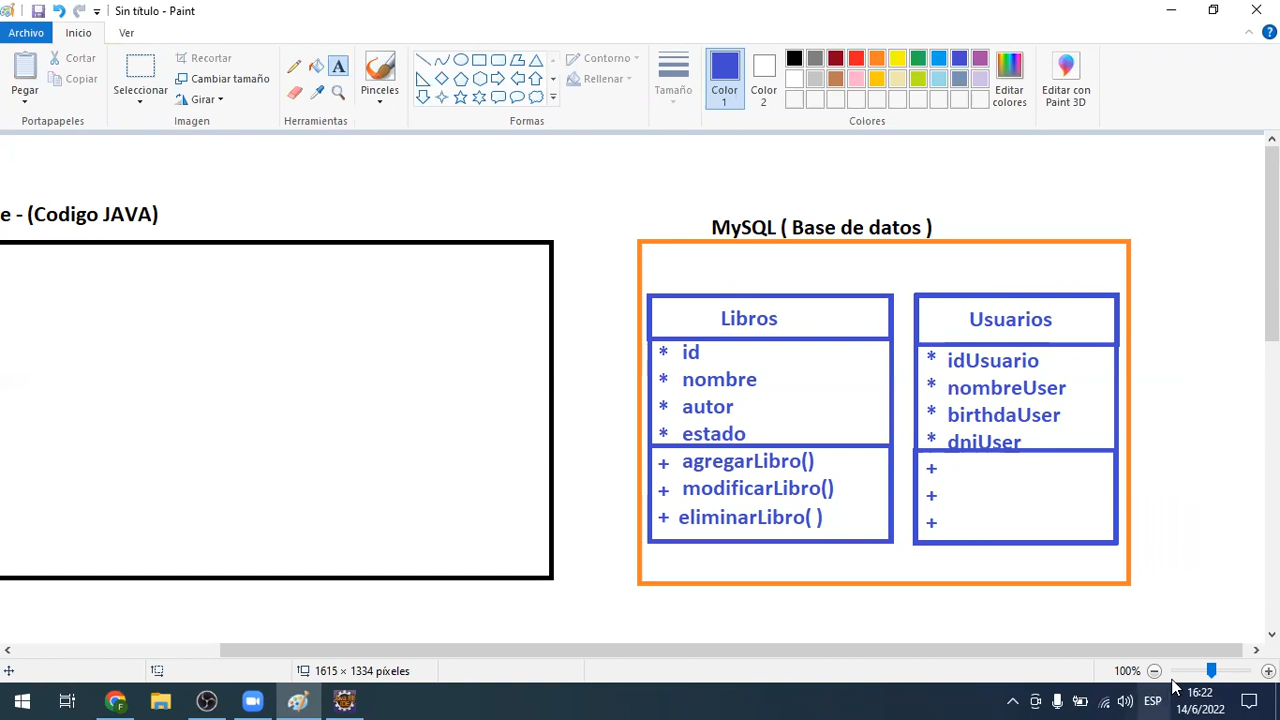 Sin título - Paint
Archivo
Inicio
Ver
Pegar
Cortar
Copiar
Portapapeles
Seleccionar
Recortar
Cambiar tamaño
Girar
Imagen
A
Herramientas
Pinceles
Contorno
Rellenar
Formas
Tamaño
Color 1
Color 2
Editar colores
Colores
Editar con Paint 3D
e - (Codigo JAVA)
MySQL ( Base de datos )
Libros
* id
* nombre
* autor
* estado
+ agregarLibro()
+ modificarLibro()
+ eliminarLibro( )
Usuarios
* idUsuario
* nombreUser
* birthdaUser
* dniUser
+
+
+
1615 × 1334 píxeles
100%
ESP
16:22
14/6/2022